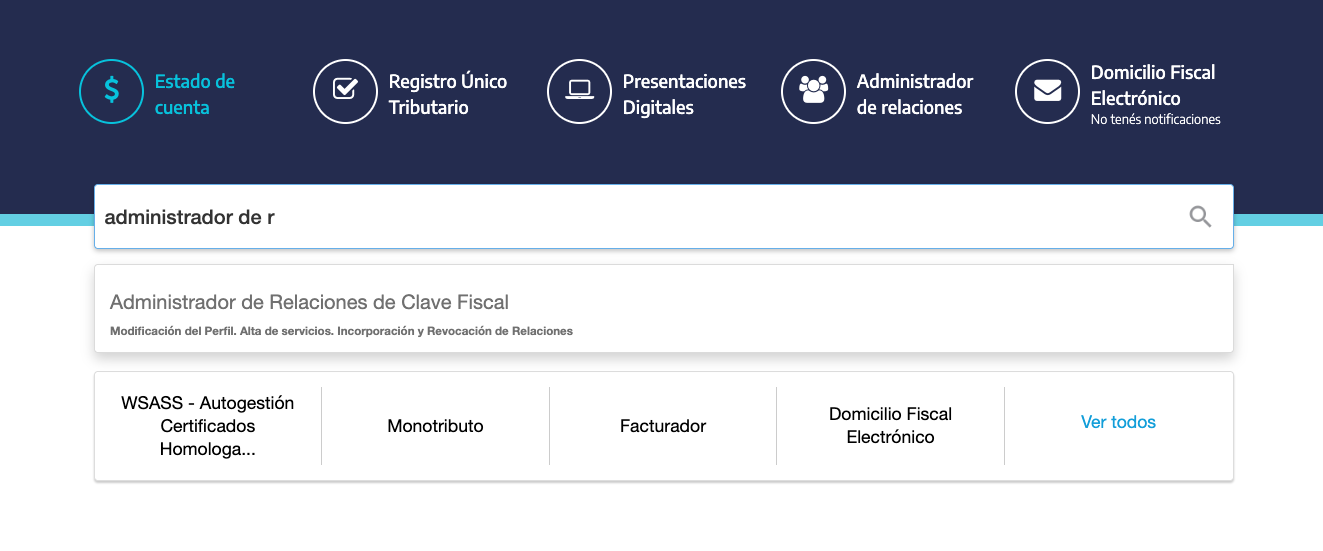 Estado de
cuenta
Registro Único
Tributario
Presentaciones
Digitales
Administrador
de relaciones
Domicilio Fiscal
Electrónico
No tenés notificaciones
administrador de r
Administrador de Relaciones de Clave Fiscal
Modificación del Perfil. Alta de servicios. Incorporación y Revocación de Relaciones
WSASS - Autogestión
Certificados
Homologa...
Monotributo
Facturador
Domicilio Fiscal
Electrónico
Ver todos